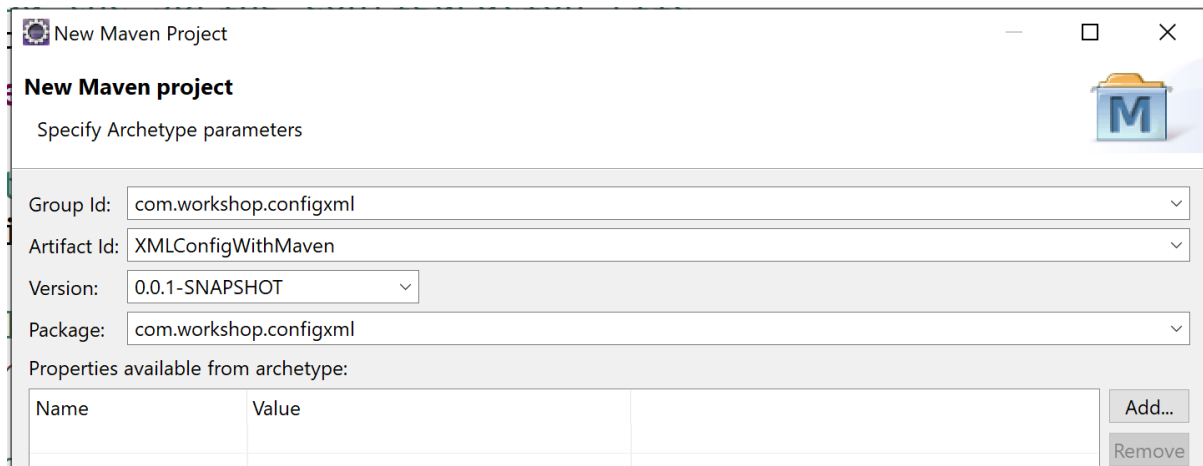 New Maven Project
New Maven project
Specify Archetype parameters
M
Group Id: com.workshop.configxml
Artifact Id: XMLConfigWithMaven
Version: 0.0.1-SNAPSHOT
Package: com.workshop.configxml
Properties available from archetype:
Name Value
Add...
Remove